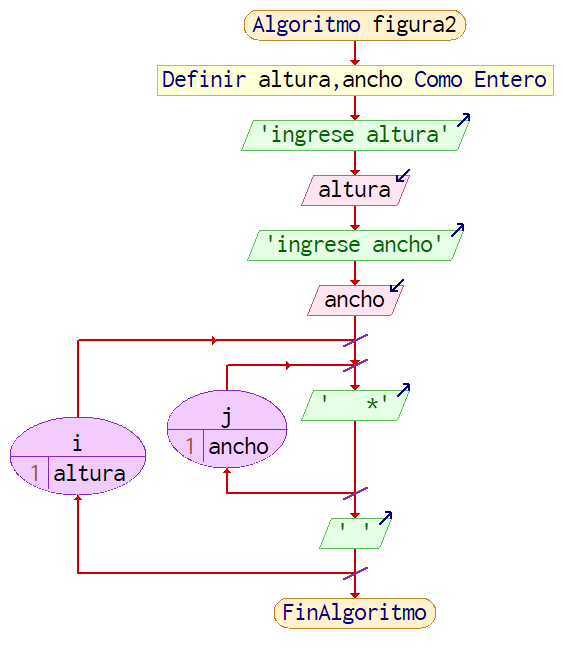 Algoritmo figura2
Definir altura,ancho Como Entero
'ingrese altura'
altura
'ingrese ancho'
ancho
i
1 altura
j
1 ancho
'   *'
' '
FinAlgoritmo